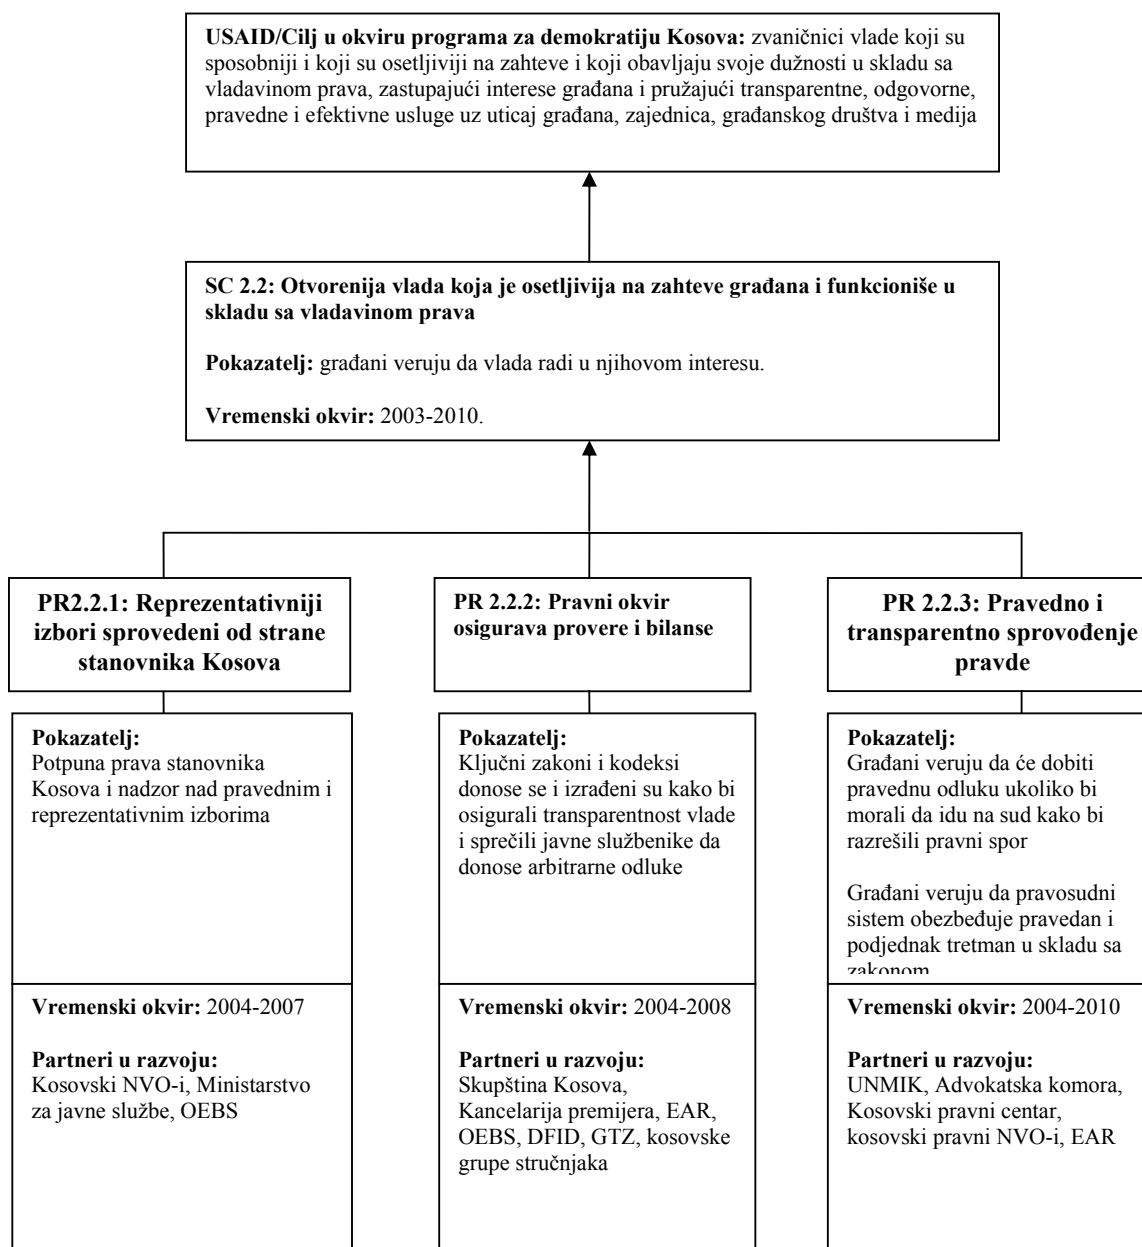 USAID/Cilj u okviru programa za demokratiju Kosova: zvaničnici vlade koji su
sposobniji i koji su osetljiviji na zahteve i koji obavljaju svoje dužnosti u skladu sa
vladavinom prava, zastupajući interese građana i pružajući transparentne, odgovorne,
pravedne i efektivne usluge uz uticaj građana, zajednica, građanskog društva i medija
SC 2.2: Otvorenija vlada koja je osetljivija na zahteve građana i funkcioniše u
skladu sa vladavinom prava
Pokazatelj: građani veruju da vlada radi u njihovom interesu.
Vremenski okvir: 2003-2010.
PR2.2.1: Reprezentativniji
izbori sprovedeni od strane
stanovnika Kosova
Pokazatelj:
Potpuna prava stanovnika
Kosova i nadzor nad pravednim i
reprezentativnim izborima
Vremenski okvir: 2004-2007
Partneri u razvoju:
Kosovski NVO-i, Ministarstvo
za javne službe, OEBS
PR 2.2.2: Pravni okvir
osigurava provere i bilanse
Pokazatelj:
Ključni zakoni i kodeksi
donose se i izrađeni su kako bi
osigurali transparentnost vlade
i sprečili javne službenike da
donose arbitrarne odluke
Vremenski okvir: 2004-2008
Partneri u razvoju:
Skupština Kosova,
Kancelarija premijera, EAR,
OEBS, DFID, GTZ, kosovske
grupe stručnjaka
PR 2.2.3: Pravedno i
transparentno sprovođenje
pravde
Pokazatelj:
Građani veruju da će dobiti
pravednu odluku ukoliko bi
morali da idu na sud kako bi
razrešili pravni spor
Građani veruju da pravosudni
sistem obezbeđuje pravedan i
podjednak tretman u skladu sa
zakonom
Vremenski okvir: 2004-2010
Partneri u razvoju:
UNMIK, Advokatska komora,
Kosovski pravni centar,
kosovski pravni NVO-i, EAR